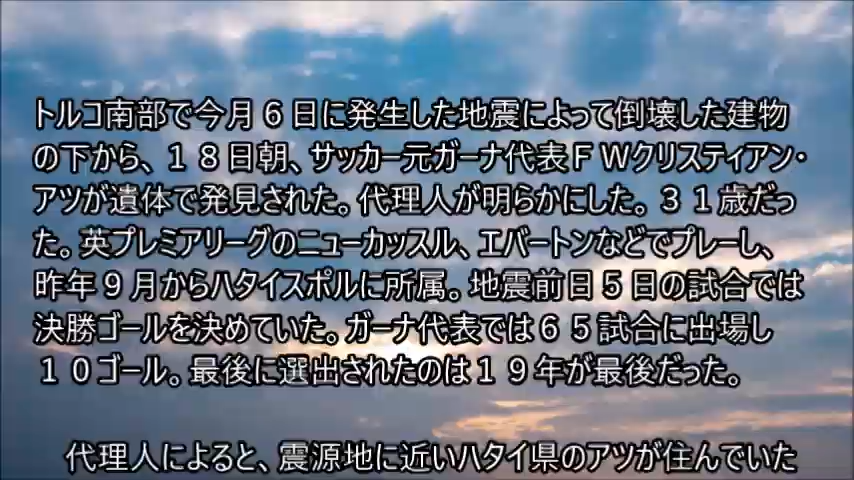 トルコ南部で今月６日に発生した地震によって倒壊した建物
の下から、１８日朝、サッカー元ガーナ代表ＦＷクリスティアン・
アツが遺体で発見された。代理人が明らかにした。３１歳だっ
た。英プレミアリーグのニューカッスル、エバートンなどでプレーし、
昨年９月からハタイスポルに所属。地震前日５日の試合では
決勝ゴールを決めていた。ガーナ代表では６５試合に出場し
１０ゴール。最後に選出されたのは１９年が最後だった。
代理人によると、震源地に近いハタイ県のアツが住んでいた